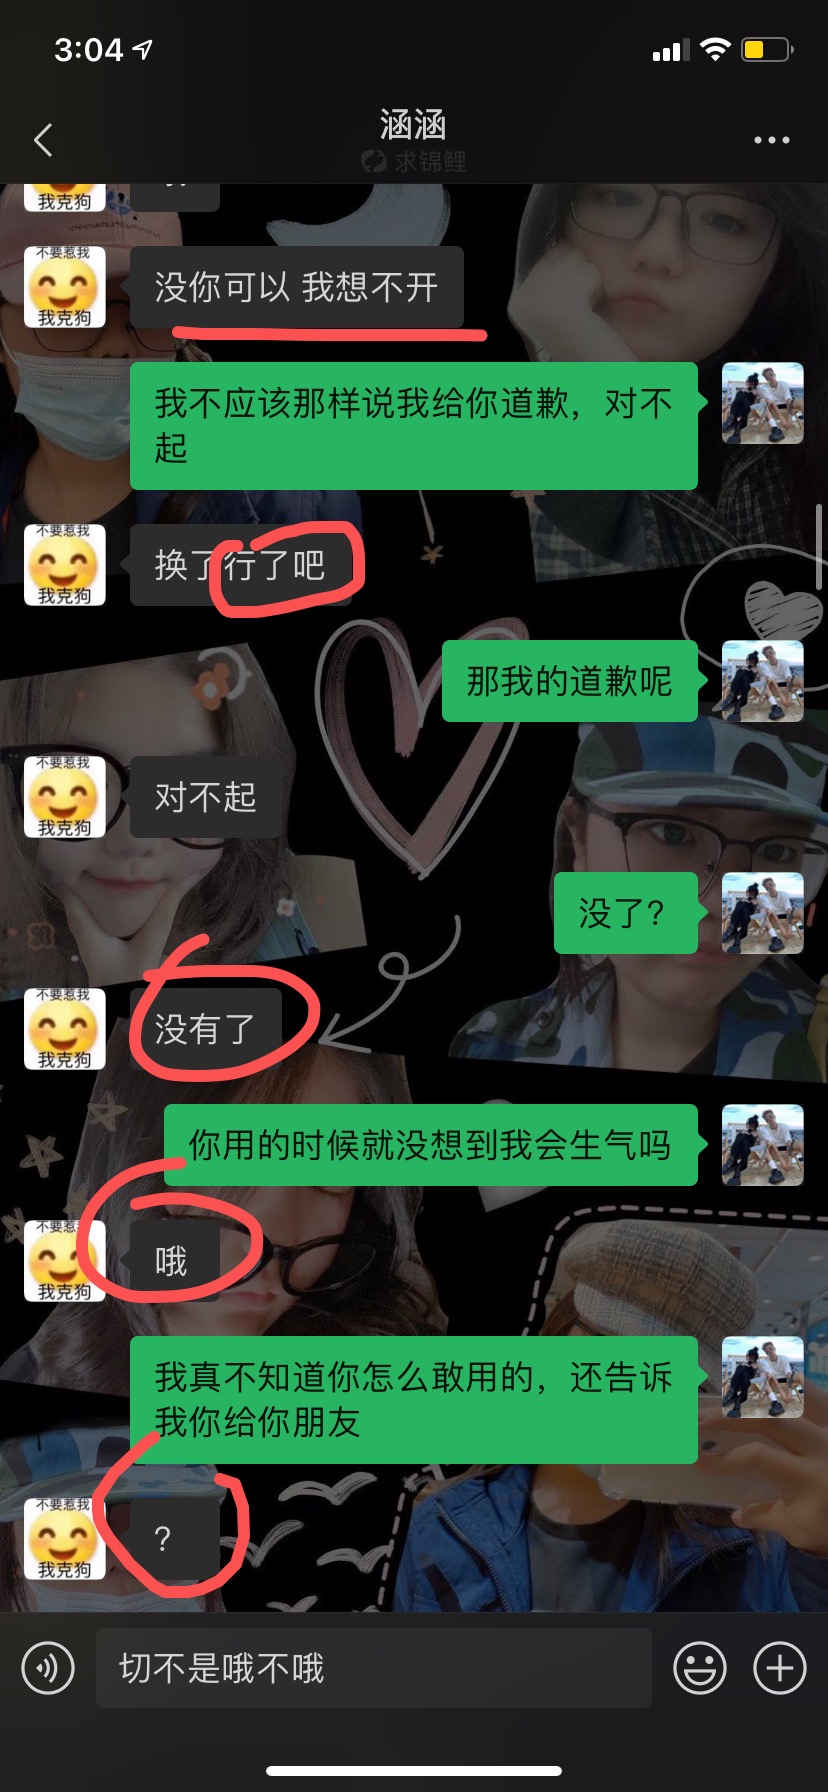 3:04
涵涵
求锦鲤
我克狗
不要惹我
我克狗
没你可以 我想不开
我不应该那样说我给你道歉，对不
起
不要惹我
我克狗
换了行了吧
那我的道歉呢
不要惹我
我克狗
对不起
没了?
不要惹我
我克狗
没有了
你用的时候就没想到我会生气吗
不要惹我
我克狗
哦
我真不知道你怎么敢用的，还告诉
我你给你朋友
不要惹我
我克狗
?
切不是哦不哦